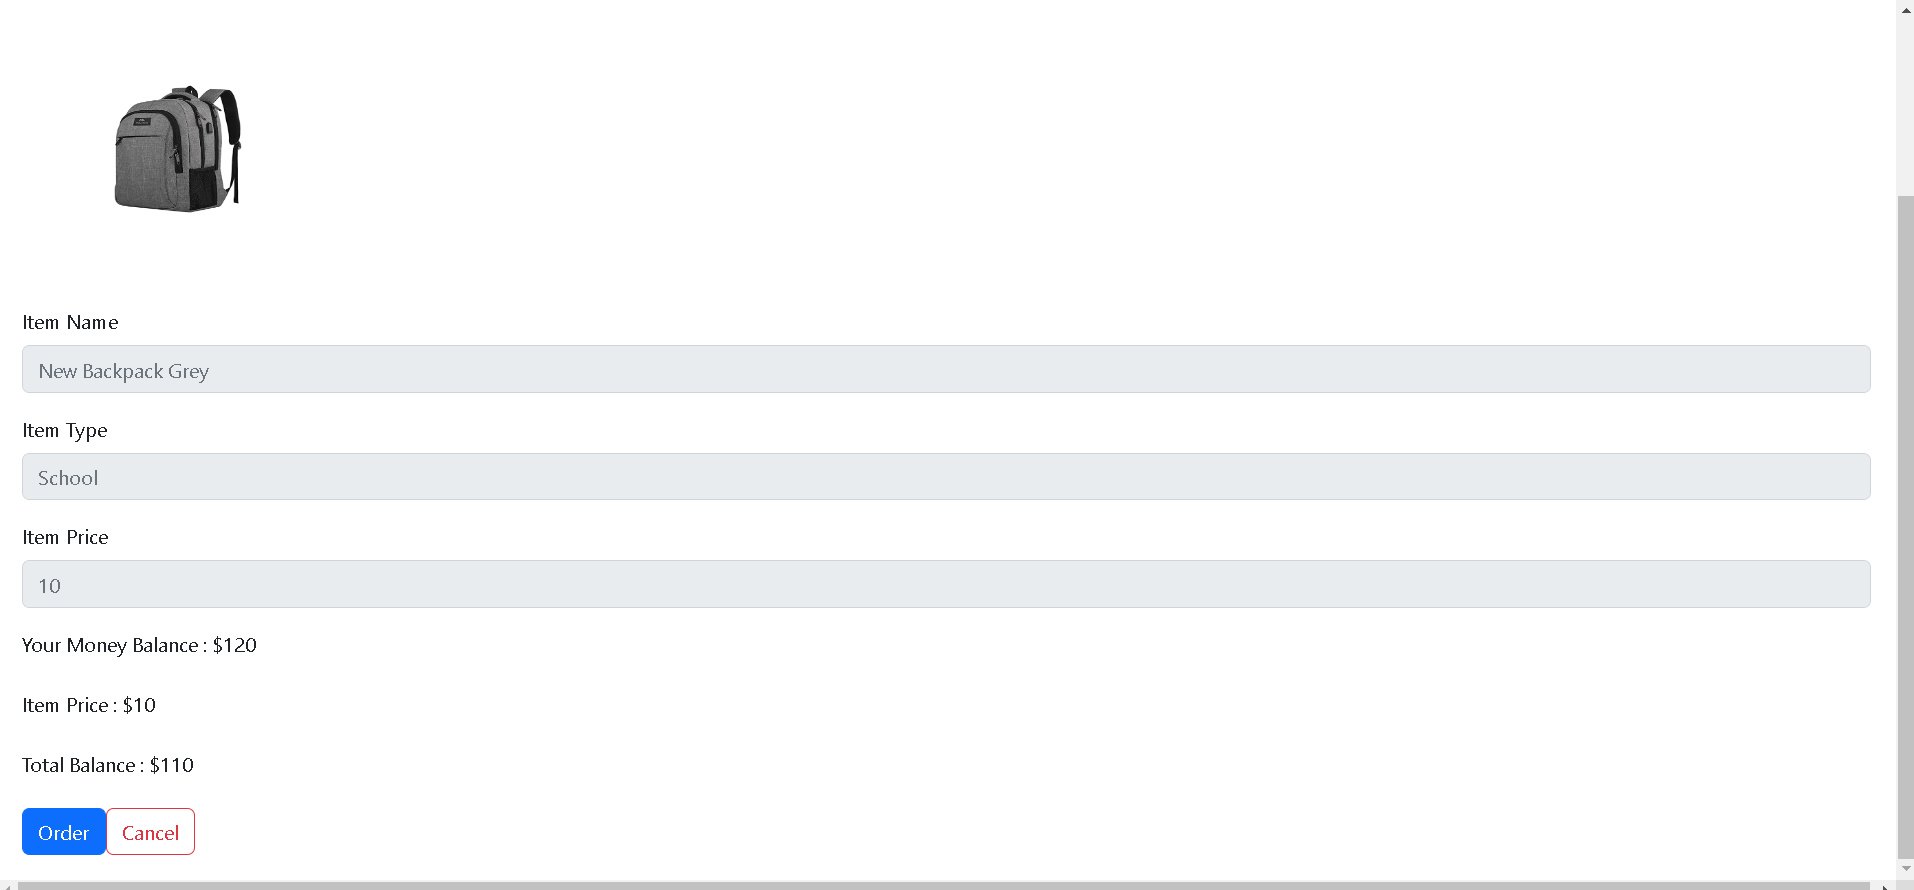 Item Name
New Backpack Grey
Item Type
School
Item Price
10
Your Money Balance : $120
Item Price : $10
Total Balance : $110
Order
Cancel